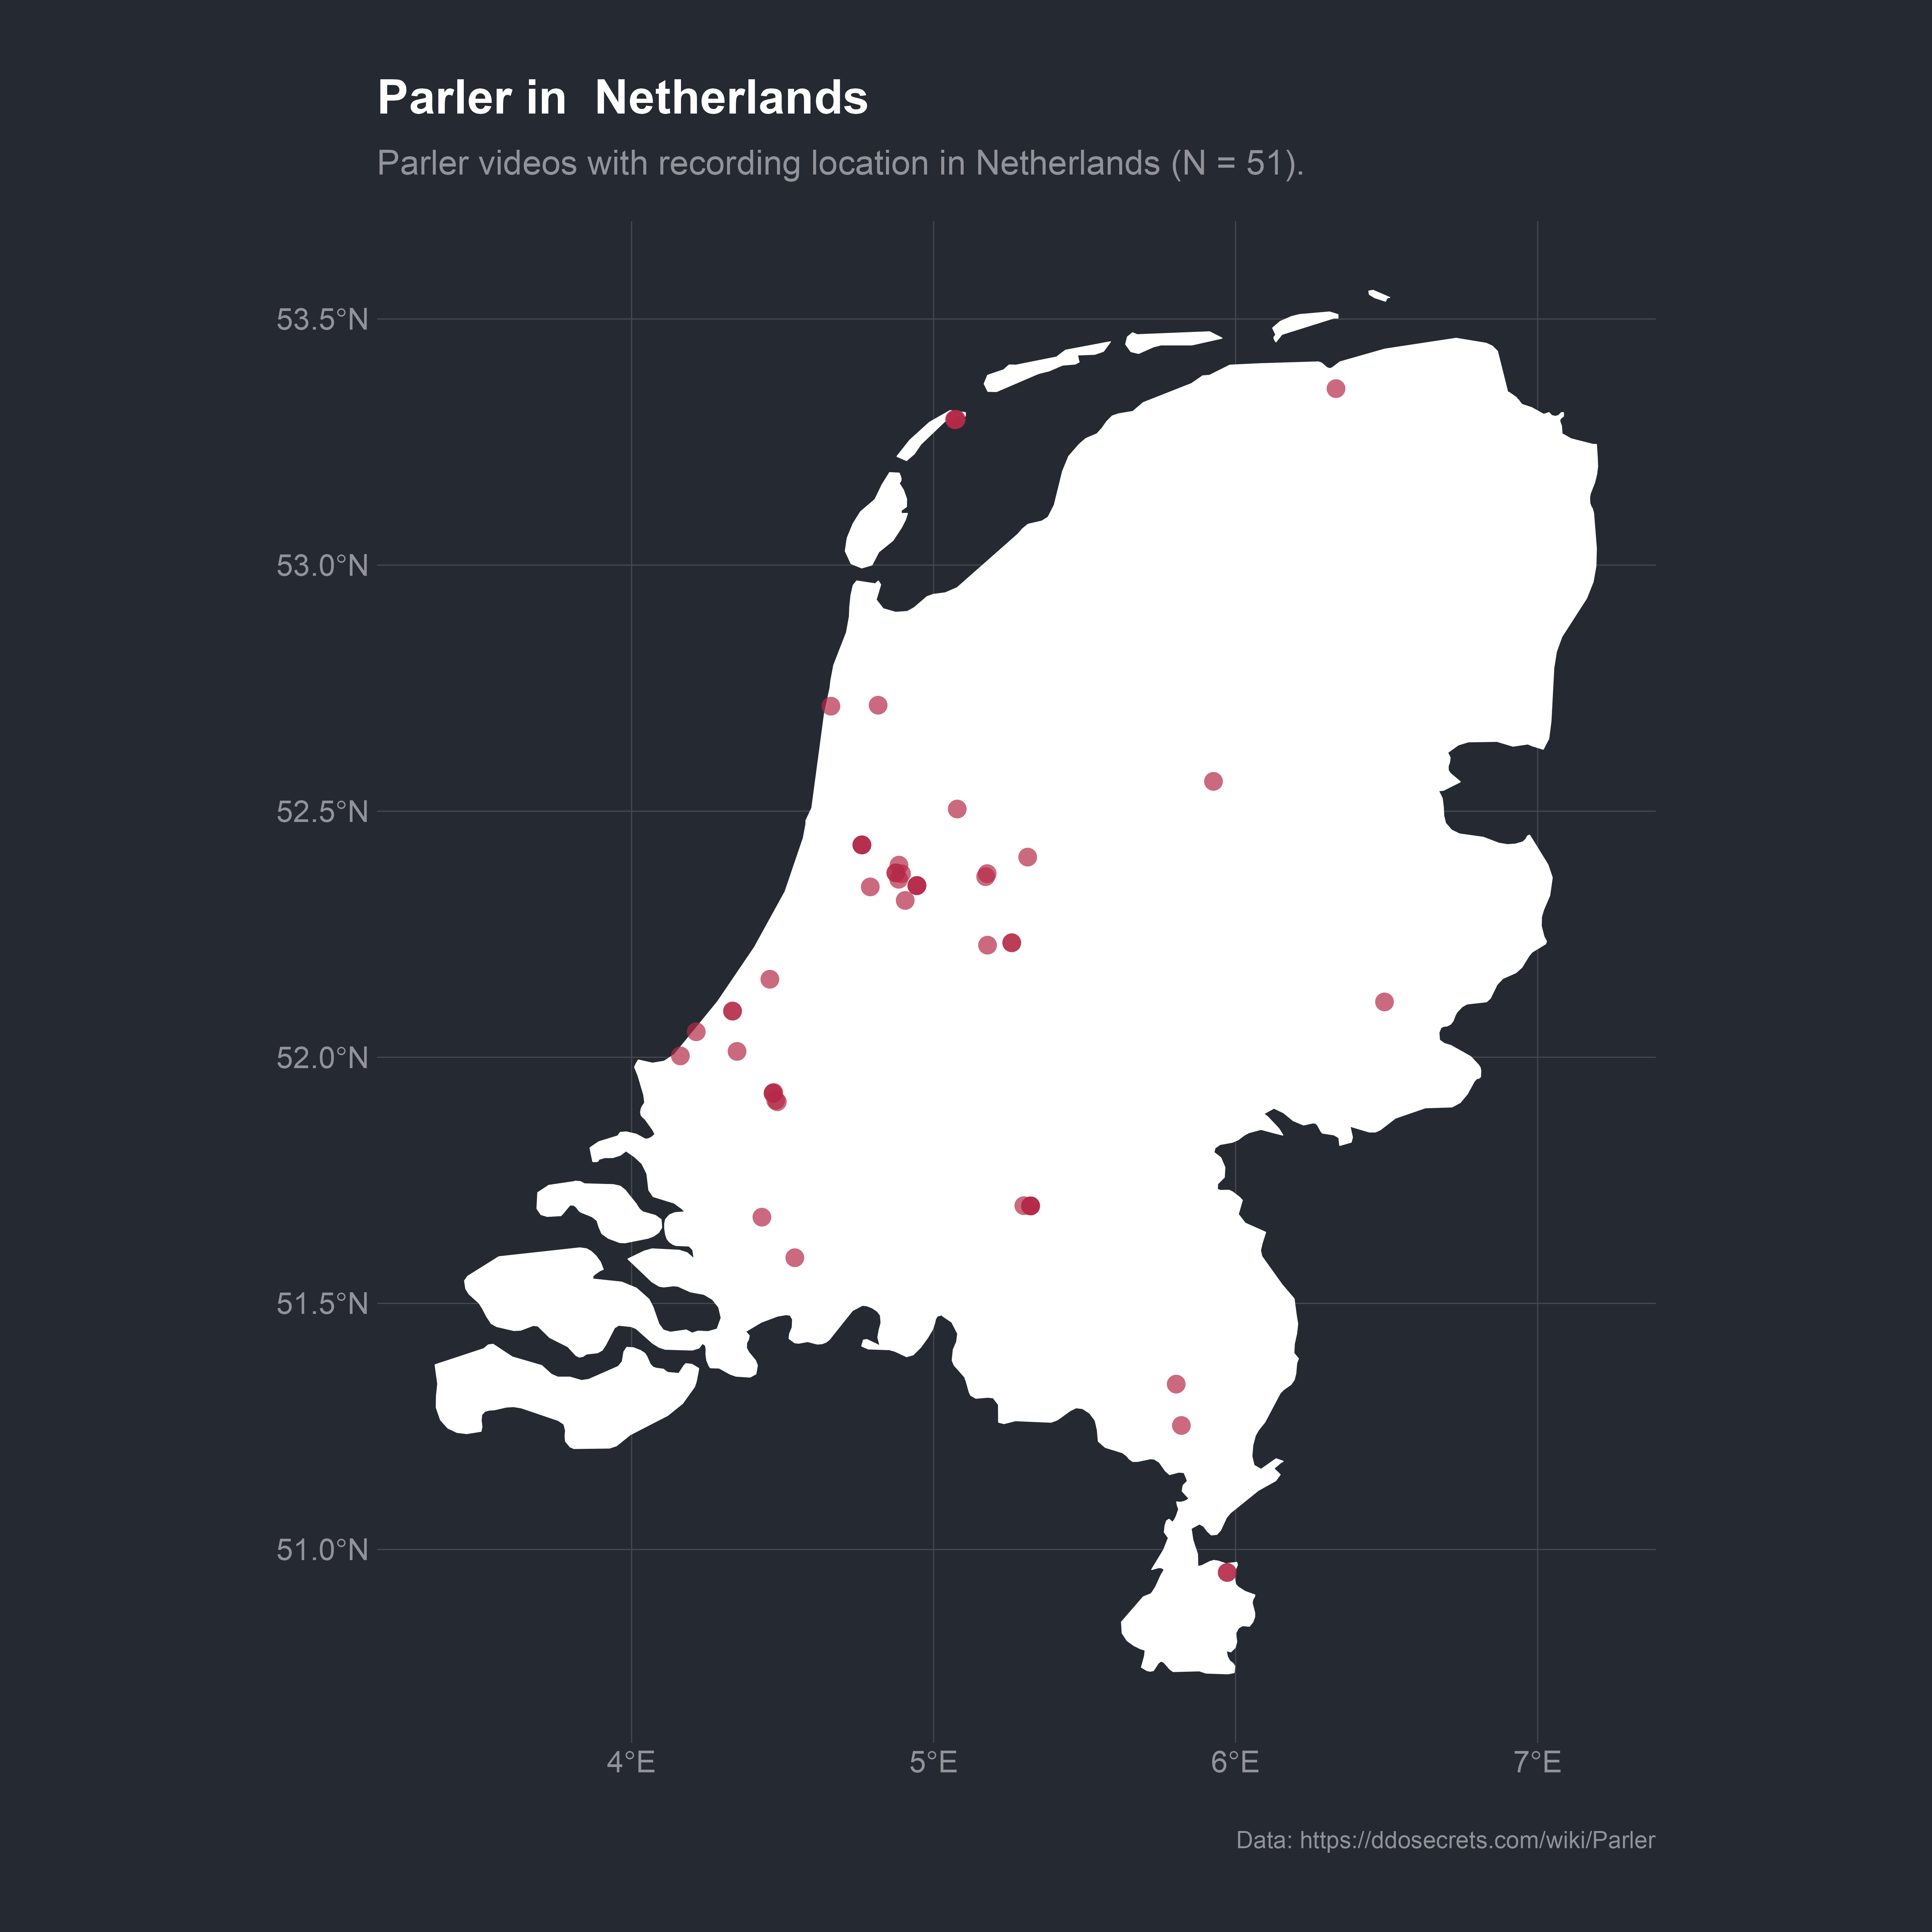 Parler in  Netherlands
Parler videos with recording location in Netherlands (N = 51).
53.5°N
53.0°N
52.5°N
52.0°N
51.5°N
51.0°N
4°E 5°E 6°E 7°E
Data: https://ddosecrets.com/wiki/Parler